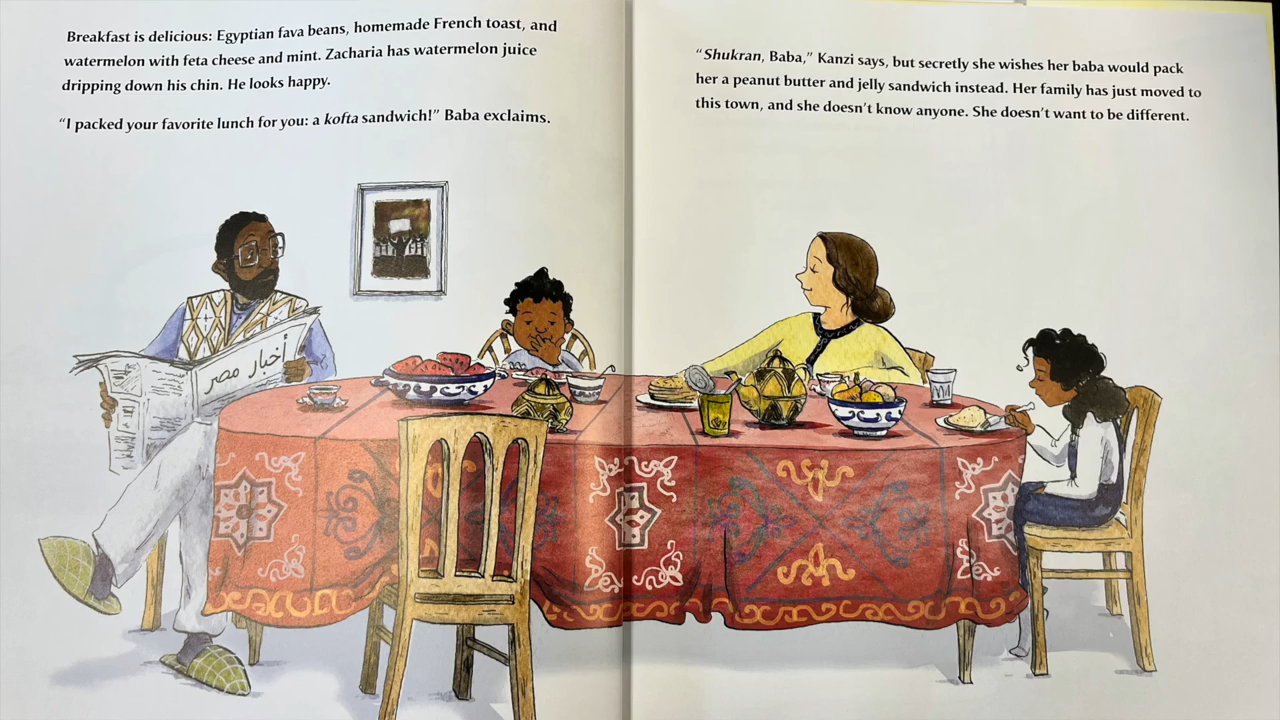 Breakfast is delicious: Egyptian fava beans, homemade French toast, and
watermelon with feta cheese and mint. Zacharia has watermelon juice
dripping down his chin. He looks happy.
“I packed your favorite lunch for you: a kofta sandwich!” Baba exclaims.
أخبار مصر
“Shukran, Baba,” Kanzi says, but secretly she wishes her baba would pack
her a peanut butter and jelly sandwich instead. Her family has just moved to
this town, and she doesn’t know anyone. She doesn’t want to be different.